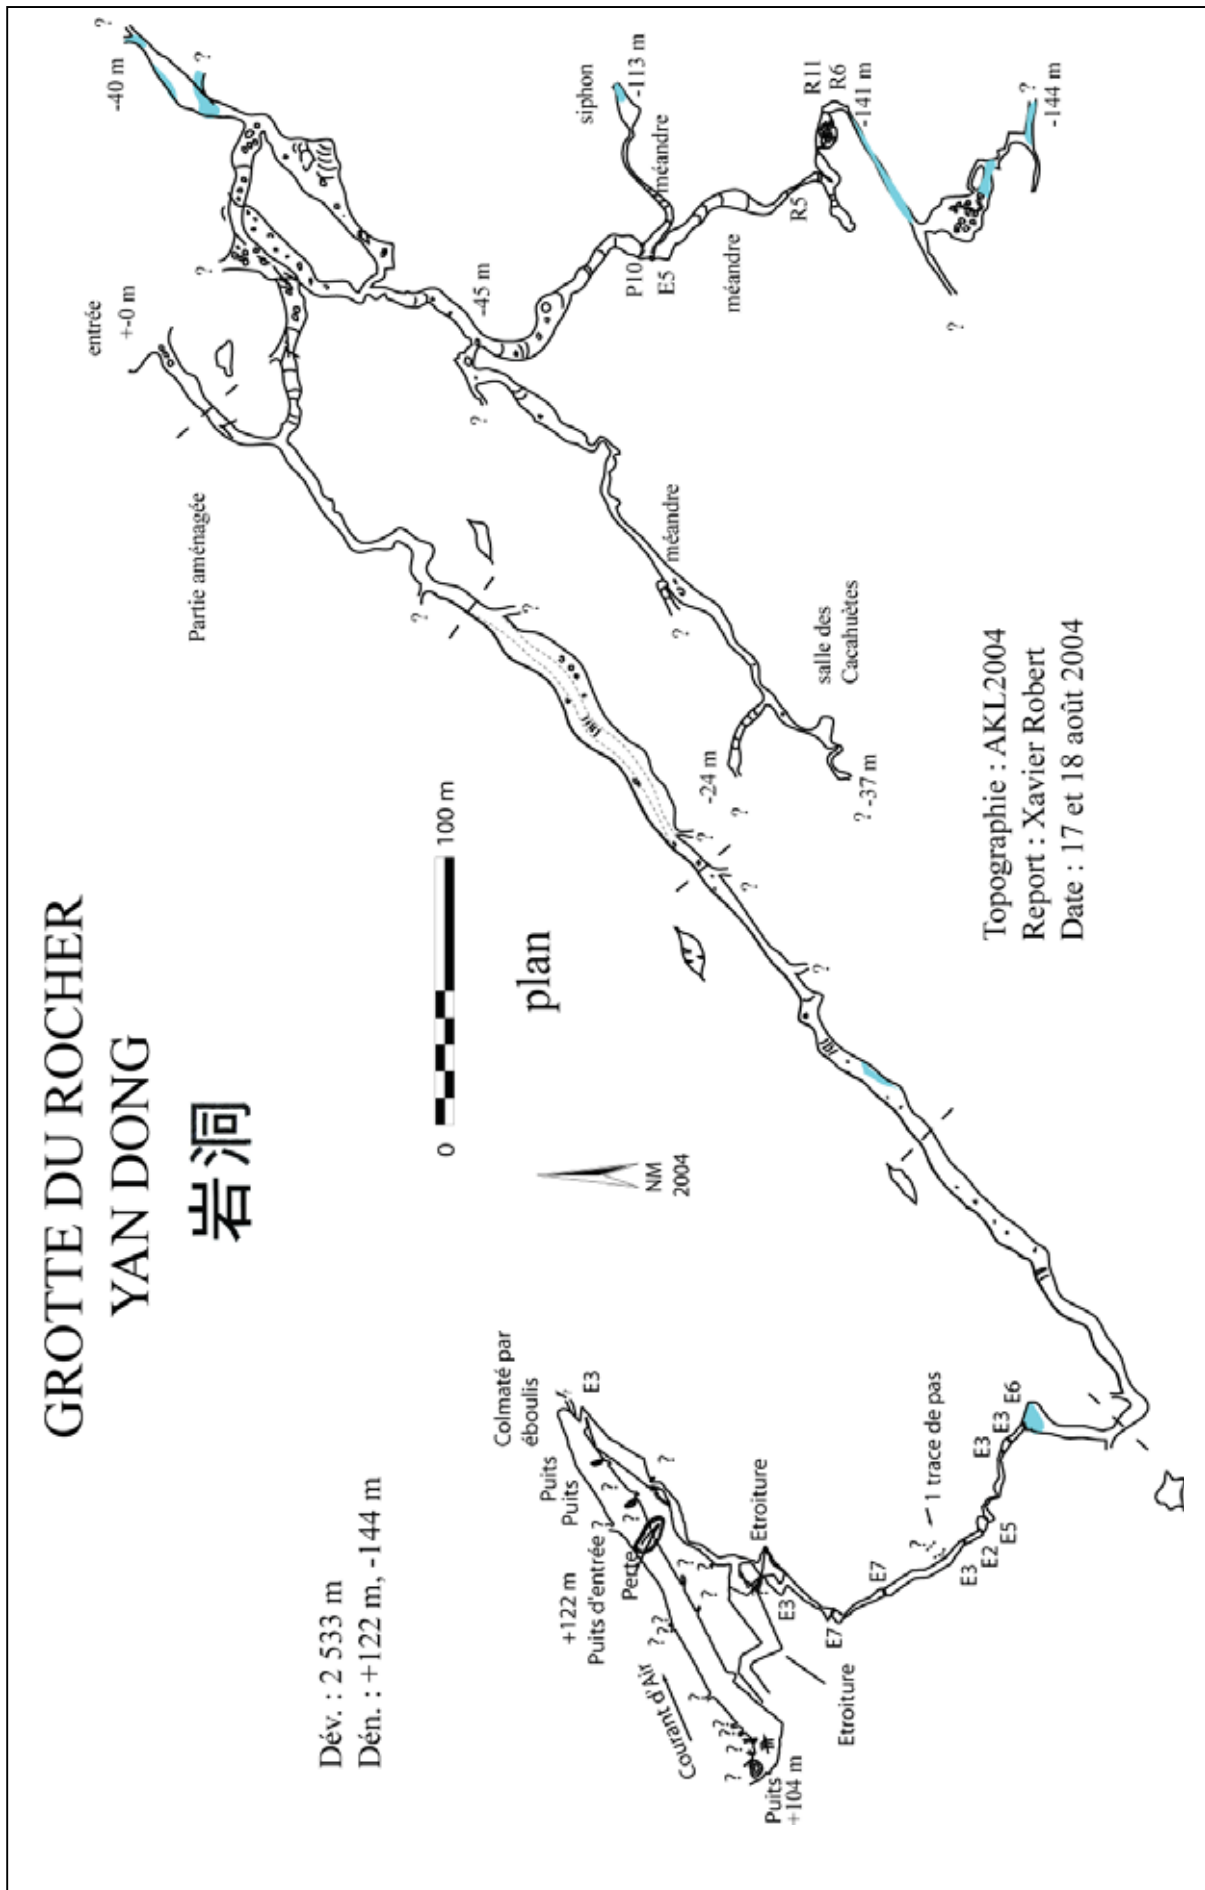 GROTTE DU ROCHER
YAN DONG
岩洞
Dév. : 2 533 m
Dén. : +122 m, -144 m
0
100 m
NM
2004
plan
Colmaté par
éboulis
E3
Puits
Puits
+122 m
Puits d'entrée
?
Perte
?
?
?
?
?
?
?
?
?
Courant d'Air
?
?
?
?
?
?
Puits
+104 m
Etroiture
Etroiture
E3
E7
E7
?
1 trace de pas
E3
E2
E5
E3
E3
E6
Partie aménagée
entrée
+-0 m
?
-40 m
?
?
?
?
?
?
?
-45 m
?
méandre
?
salle des
Cacahuètes
-24 m
?
? -37 m
siphon
-113 m
méandre
P10
E5
méandre
R5
R11
R6
-141 m
?
?
-144 m
Topographie : AKL2004
Report : Xavier Robert
Date : 17 et 18 août 2004